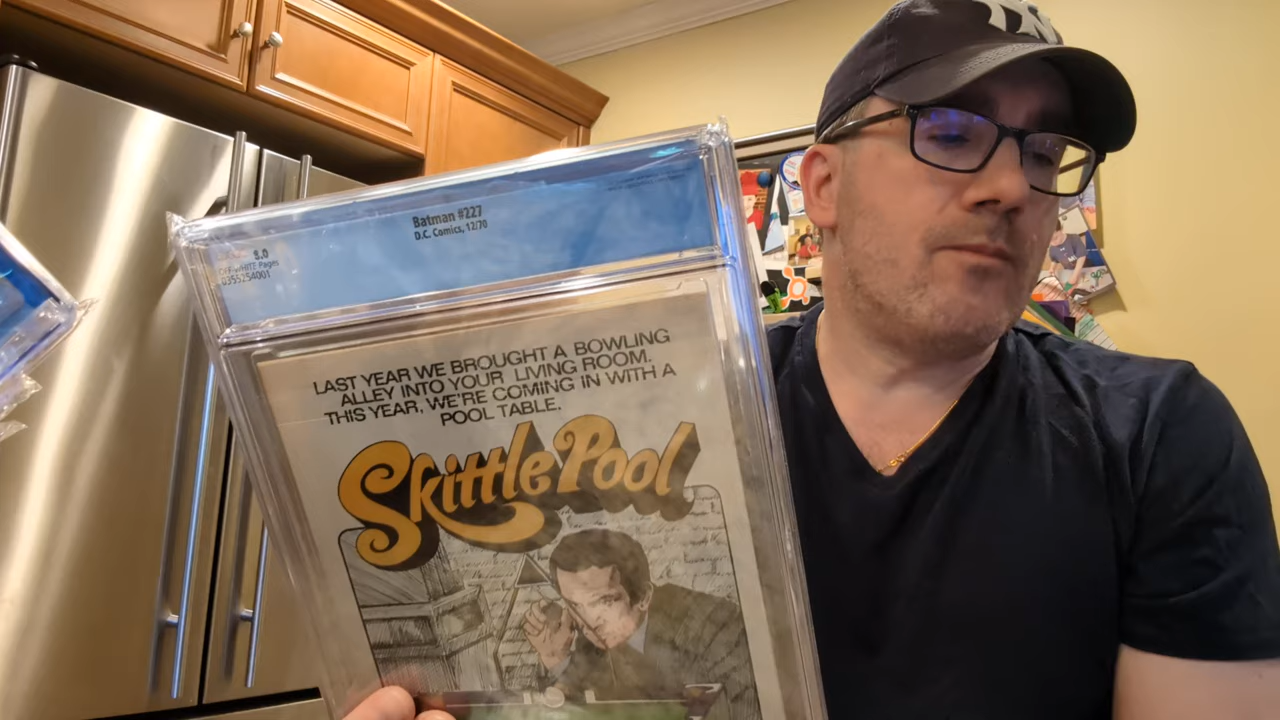 Batman #227
D.C. Comics, 12/70
8.0
OFF-WHITE Pages
0355254001
LAST YEAR WE BROUGHT A BOWLING
ALLEY INTO YOUR LIVING ROOM.
THIS YEAR, WE'RE COMING IN WITH A
POOL TABLE.
Skittle Pool